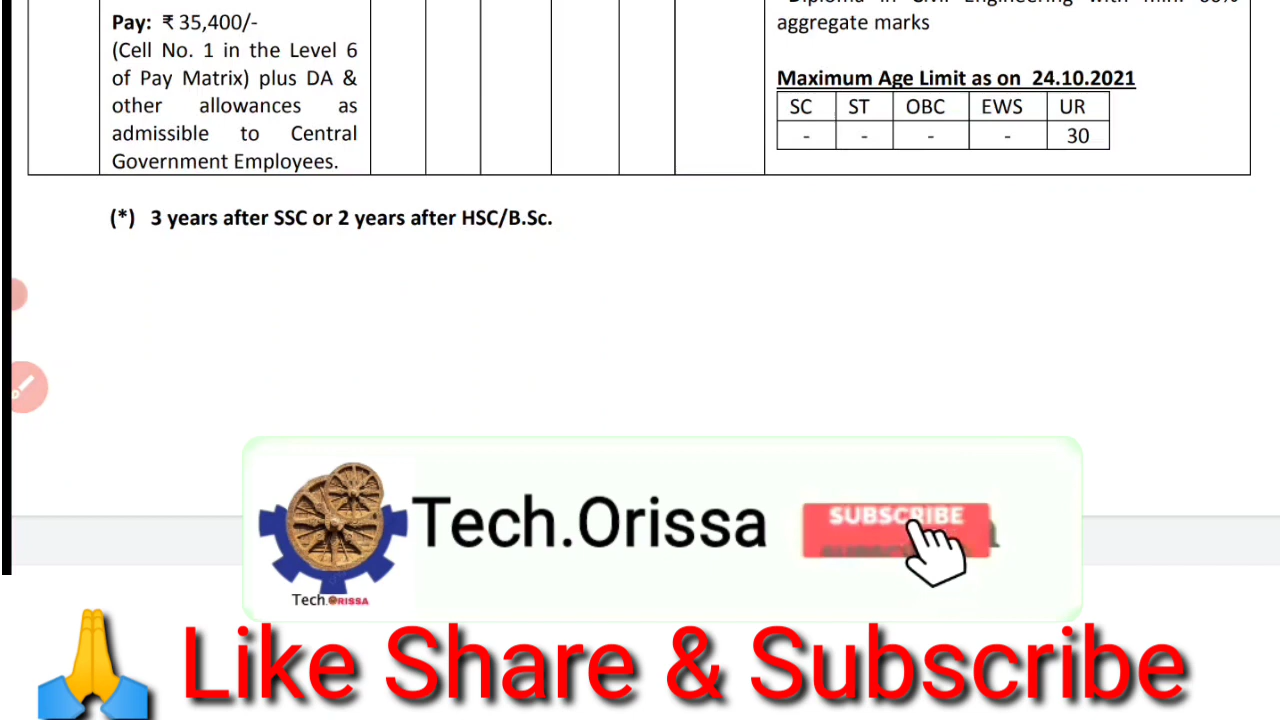 Pay: ₹ 35,400/-
(Cell No. 1 in the Level 6
of Pay Matrix) plus DA &
other allowances as
admissible to Central
Government Employees.
aggregate marks
Maximum Age Limit as on 24.10.2021
SC ST OBC EWS UR
- - - - 30
(*) 3 years after SSC or 2 years after HSC/B.Sc.
Tech.Orissa
SUBSCRIBE
Tech.ORISSA
Like Share & Subscribe